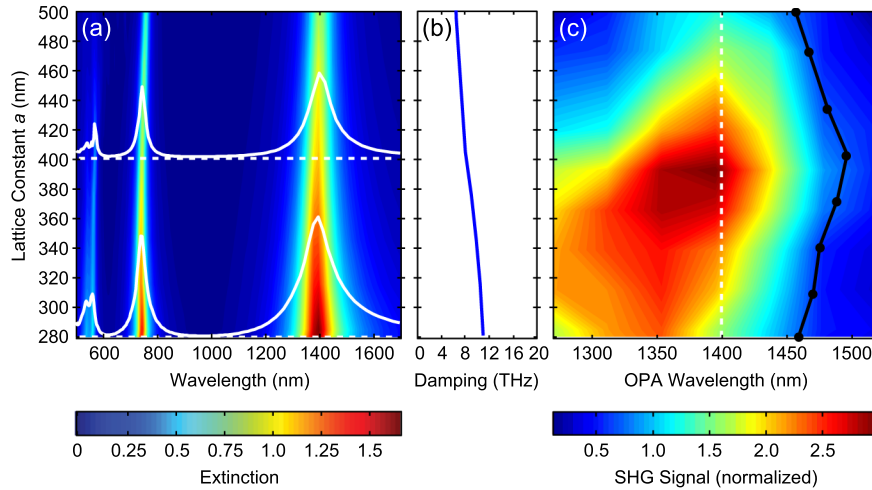 (a) (b) (c)
500
480
460
440
420
400
380
360
340
320
300
280
Lattice Constant a (nm)
600 800 1000 1200 1400 1600
0 4 8 12 16 20
1300 1350 1400 1450 1500
Wavelength (nm) Damping (THz) OPA Wavelength (nm)
0 0.25 0.5 0.75 1.0 1.25 1.5
0.5 1.0 1.5 2.0 2.5
Extinction SHG Signal (normalized)